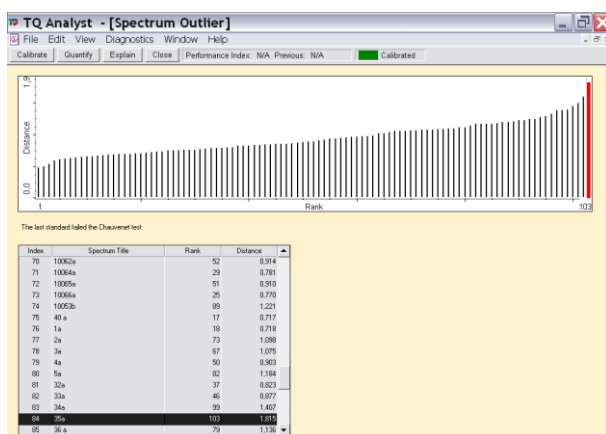 TQ Analyst - [Spectrum Outlier]
File Edit View Diagnostics Window Help
Calibrate Quantify Explain Close Performance Index: N/A Previous: N/A Calibrated
1,9
Distance
0,0
1 Rank 103
The last standard failed the Chauvenet test
Index Spectrum Title Rank Distance
70 10062a 52 0,914
71 10064a 29 0,781
72 10065a 51 0,910
73 10066a 25 0,770
74 10053b 89 1,221
75 40 a 17 0,717
76 1a 18 0,718
77 2a 73 1,098
78 3a 67 1,075
79 4a 50 0,903
80 5a 82 1,184
81 32a 37 0,823
82 33a 46 0,877
83 34a 99 1,407
84 35a 103 1,815
85 36 a 79 1,136